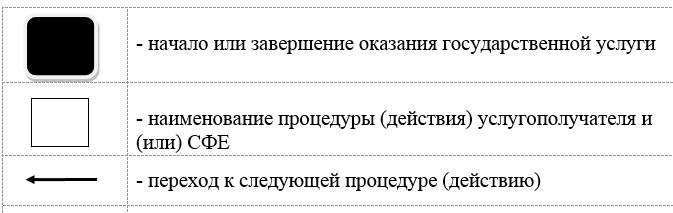 - начало или завершение оказания государственной услуги
- наименование процедуры (действия) услугополучателя и
(или) СФЕ
- переход к следующей процедуре (действию)